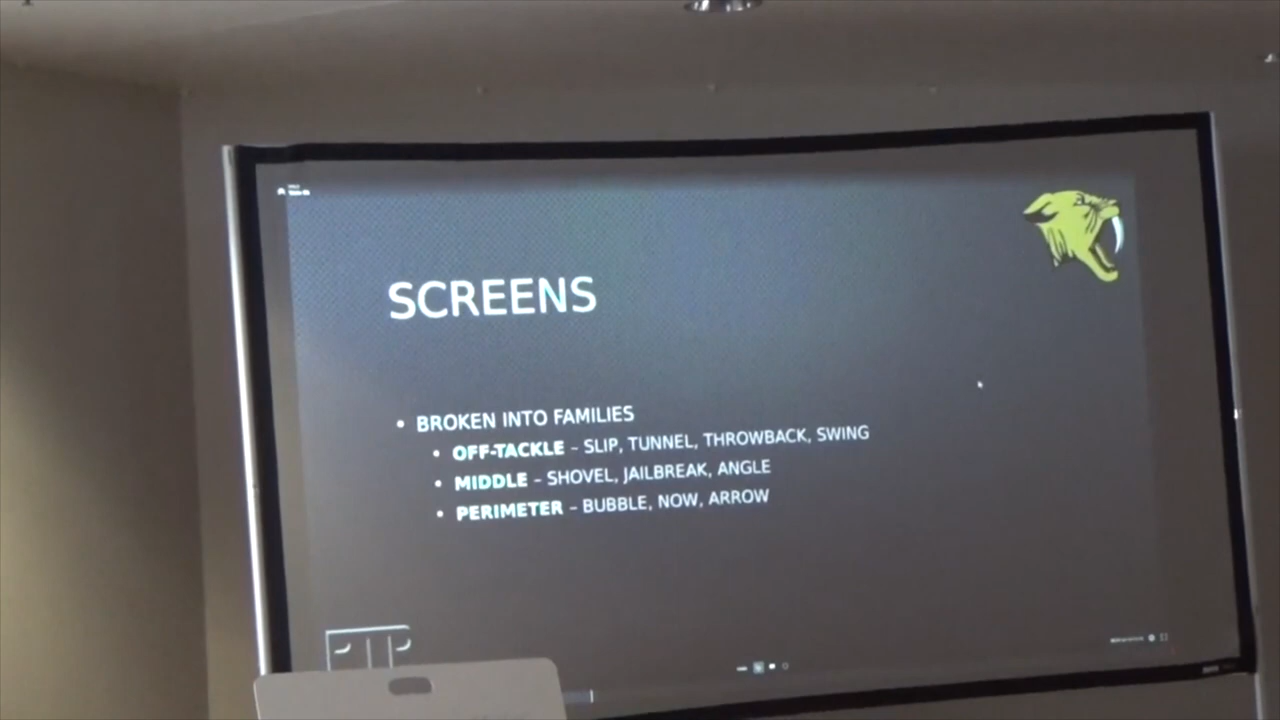 SCREENS
• BROKEN INTO FAMILIES
• OFF-TACKLE – SLIP, TUNNEL, THROWBACK, SWING
• MIDDLE – SHOVEL, JAILBREAK, ANGLE
• PERIMETER – BUBBLE, NOW, ARROW